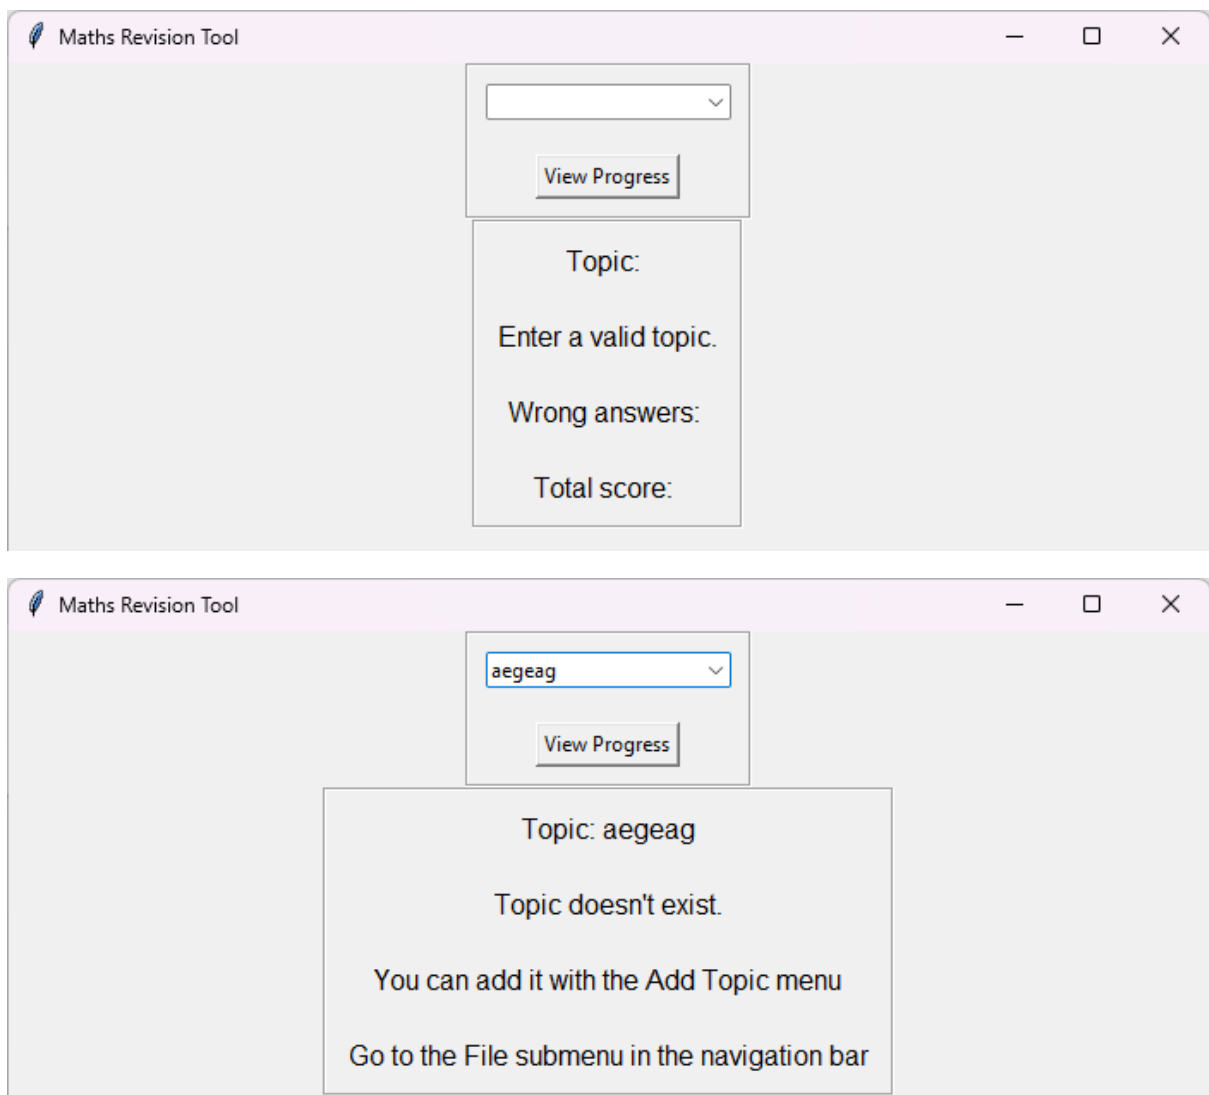 Maths Revision Tool
View Progress
Topic:
Enter a valid topic.
Wrong answers:
Total score:
Maths Revision Tool
aegeag
View Progress
Topic: aegeag
Topic doesn't exist.
You can add it with the Add Topic menu
Go to the File submenu in the navigation bar